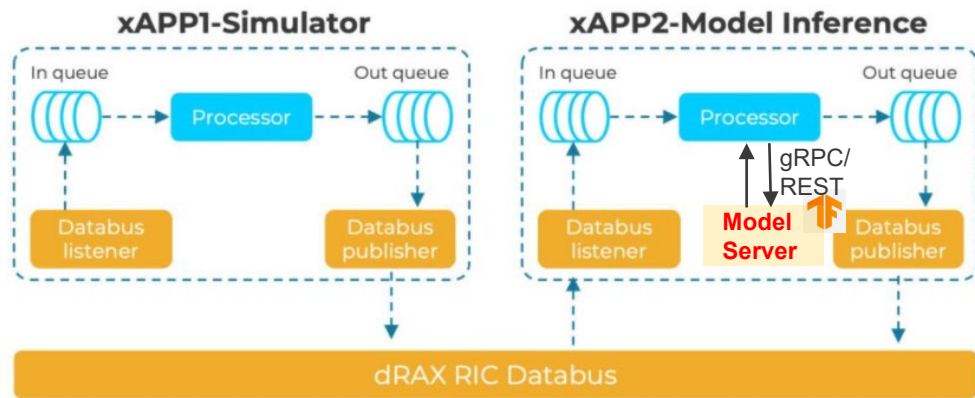 xAPP1-Simulator
In queue
Out queue
Processor
Databus
listener
Databus
publisher
xAPP2-Model Inference
In queue
Out queue
Processor
gRPC/
REST
Model
Server
Databus
listener
Databus
publisher
dRAX RIC Databus